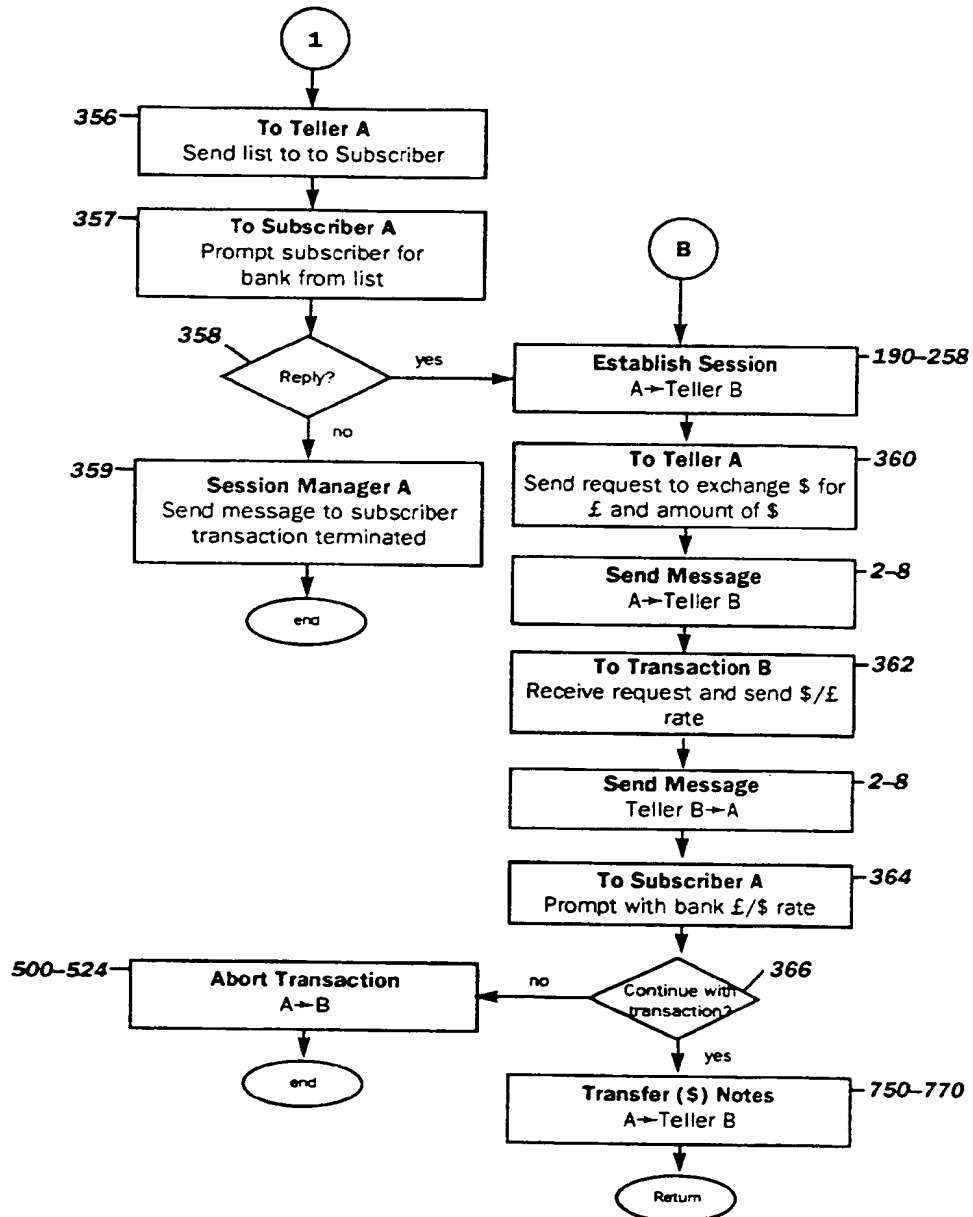 1
356
To Teller A
Send list to to Subscriber
357
To Subscriber A
Prompt subscriber for
bank from list
358
Reply?
yes
no
359
Session Manager A
Send message to subscriber
transaction terminated
end
B
Establish Session
A→Teller B
190–258
To Teller A
Send request to exchange $ for
£ and amount of $
360
Send Message
A→Teller B
2–8
To Transaction B
Receive request and send $/£
rate
362
Send Message
Teller B→A
2–8
To Subscriber A
Prompt with bank £/$ rate
364
Continue with
transaction?
366
no
500–524
Abort Transaction
A→B
end
yes
Transfer ($) Notes
A→Teller B
750–770
Return